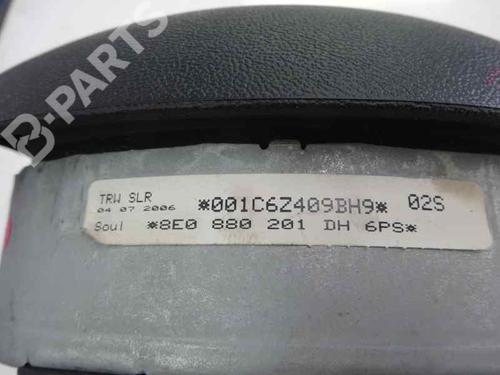 B-PARTS
TRW SLR
04 07 2006 *001C6Z409BH9* 02S
Soul *8E0 880 201 DH 6PS*